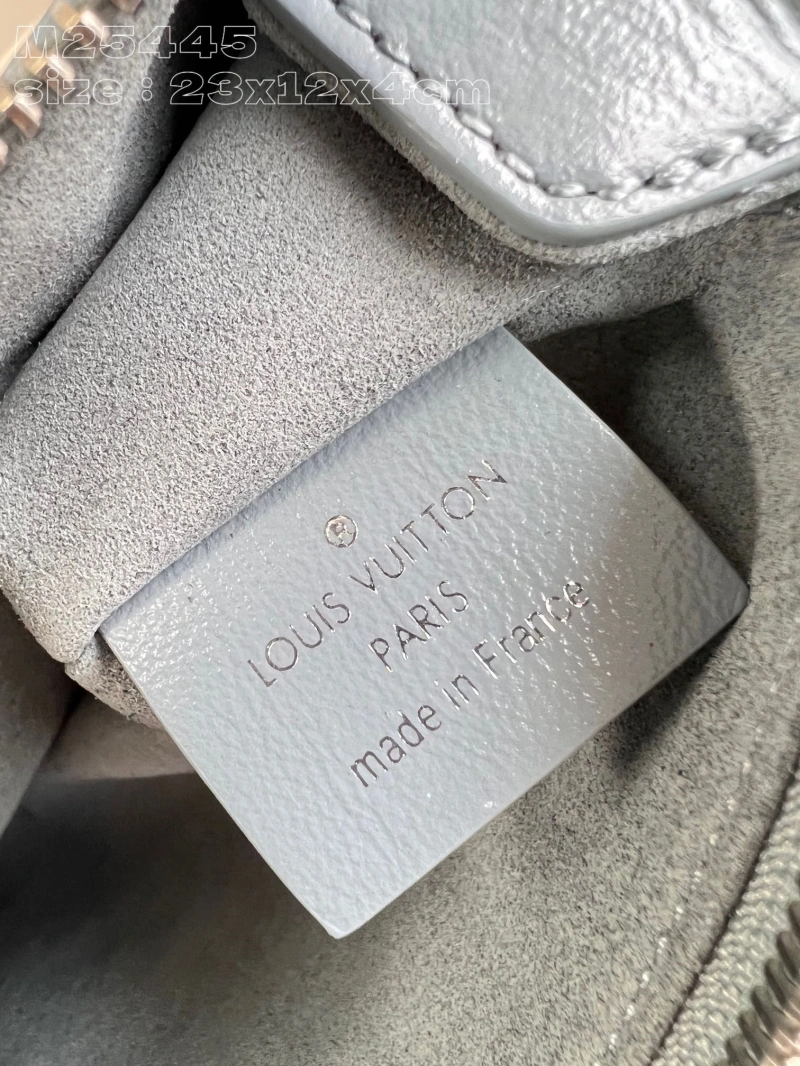 M25445
size : 23x12x4cm
®
LOUIS VUITTON
PARIS
made in France